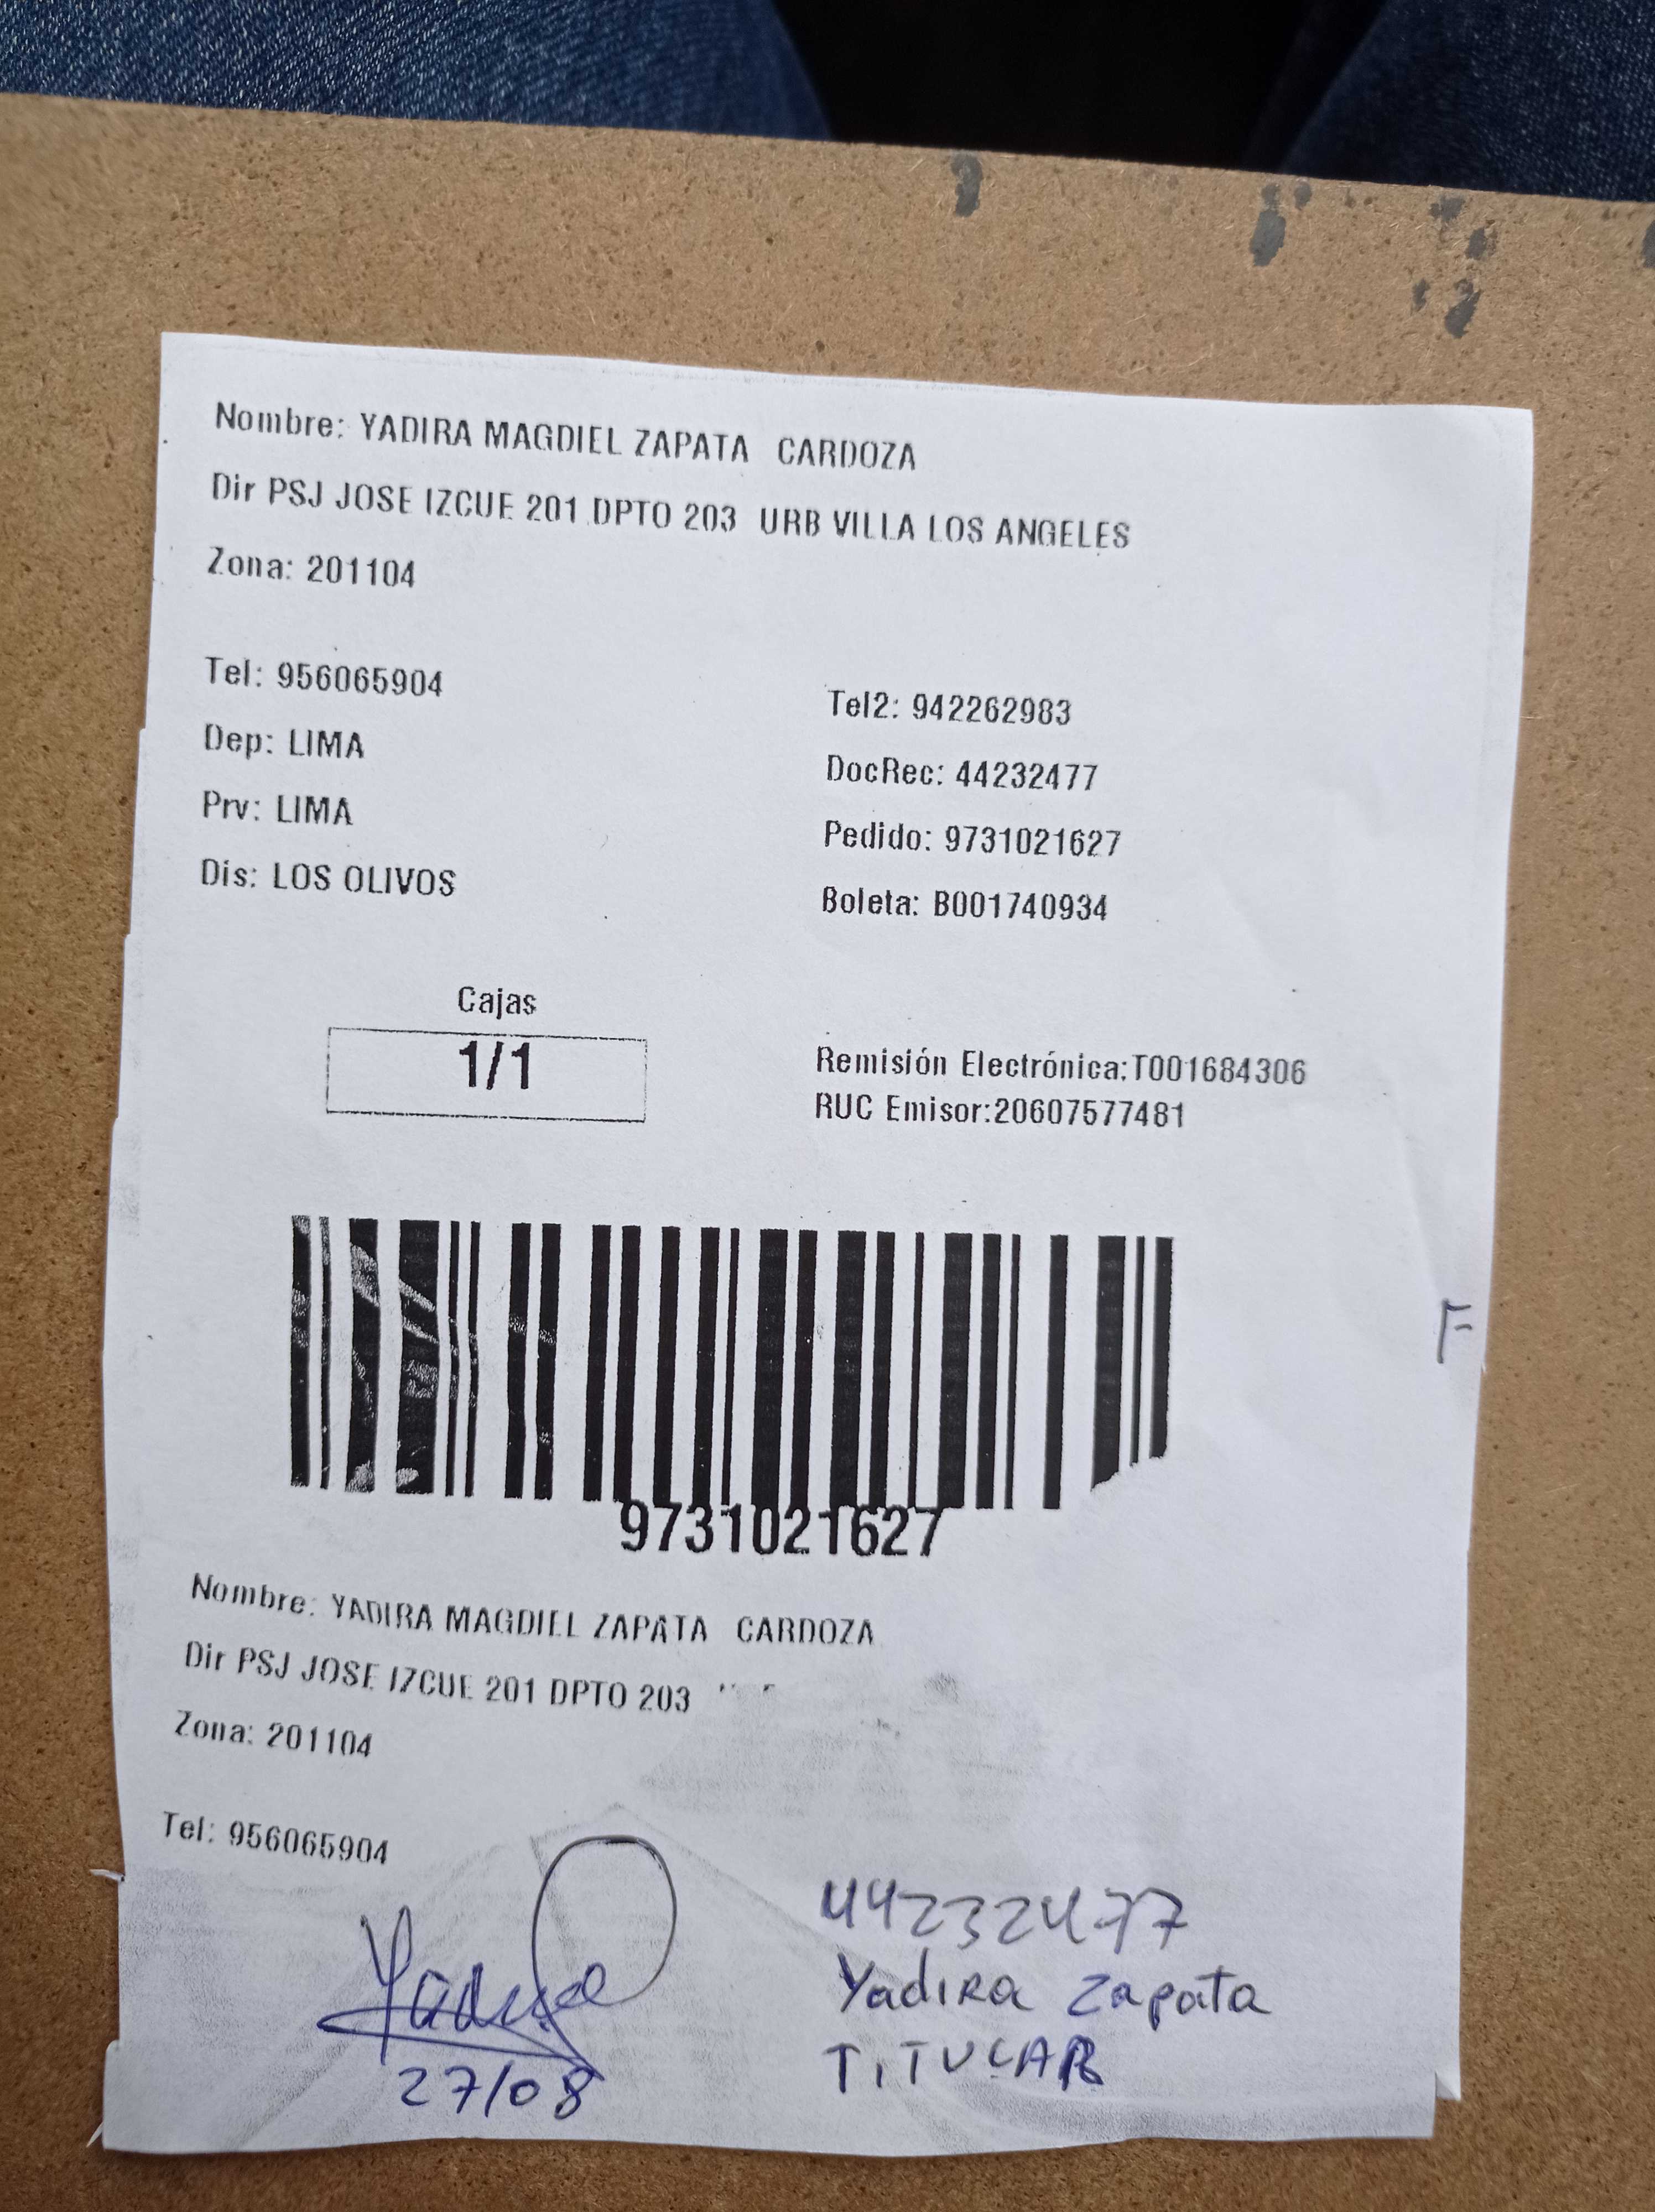 Nombre: YADIRA MAGDIEL ZAPATA CARDOZA
Dir PSJ JOSE IZCUE 201 DPTO 203 URB VILLA LOS ANGELES
Zona: 201104
Tel: 956065904
Tel2: 942262983
Dep: LIMA
DocRec: 44232477
Prv: LIMA
Pedido: 9731021627
Dis: LOS OLIVOS
Boleta: B001740934
Cajas
1/1
Remisión Electrónica:T001684306
RUC Emisor:20607577481
F
9731021627
Nombre: YADIRA MAGDIEL ZAPATA CARDOZA
Dir PSJ JOSE IZCUE 201 DPTO 203
Zona: 201104
Tel: 956065904
44232477
Yadira Zapata
TITULAR
27/08